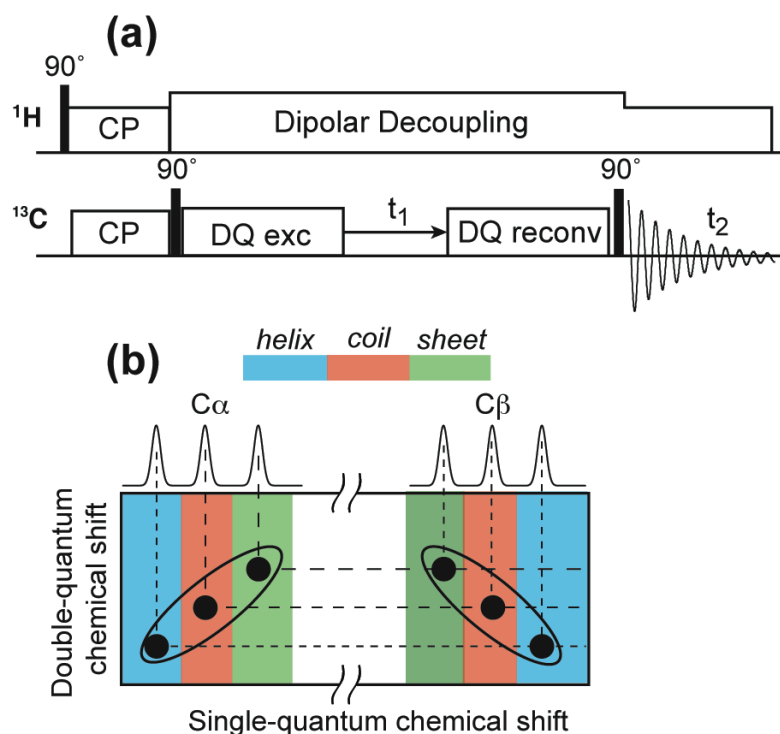 (a)
90°
¹H
CP
Dipolar Decoupling
90°
90°
¹³C
CP
DQ exc
t₁
DQ reconv
t₂
(b)
helix coil sheet
Cα Cβ
Double-quantum
chemical shift
Single-quantum chemical shift